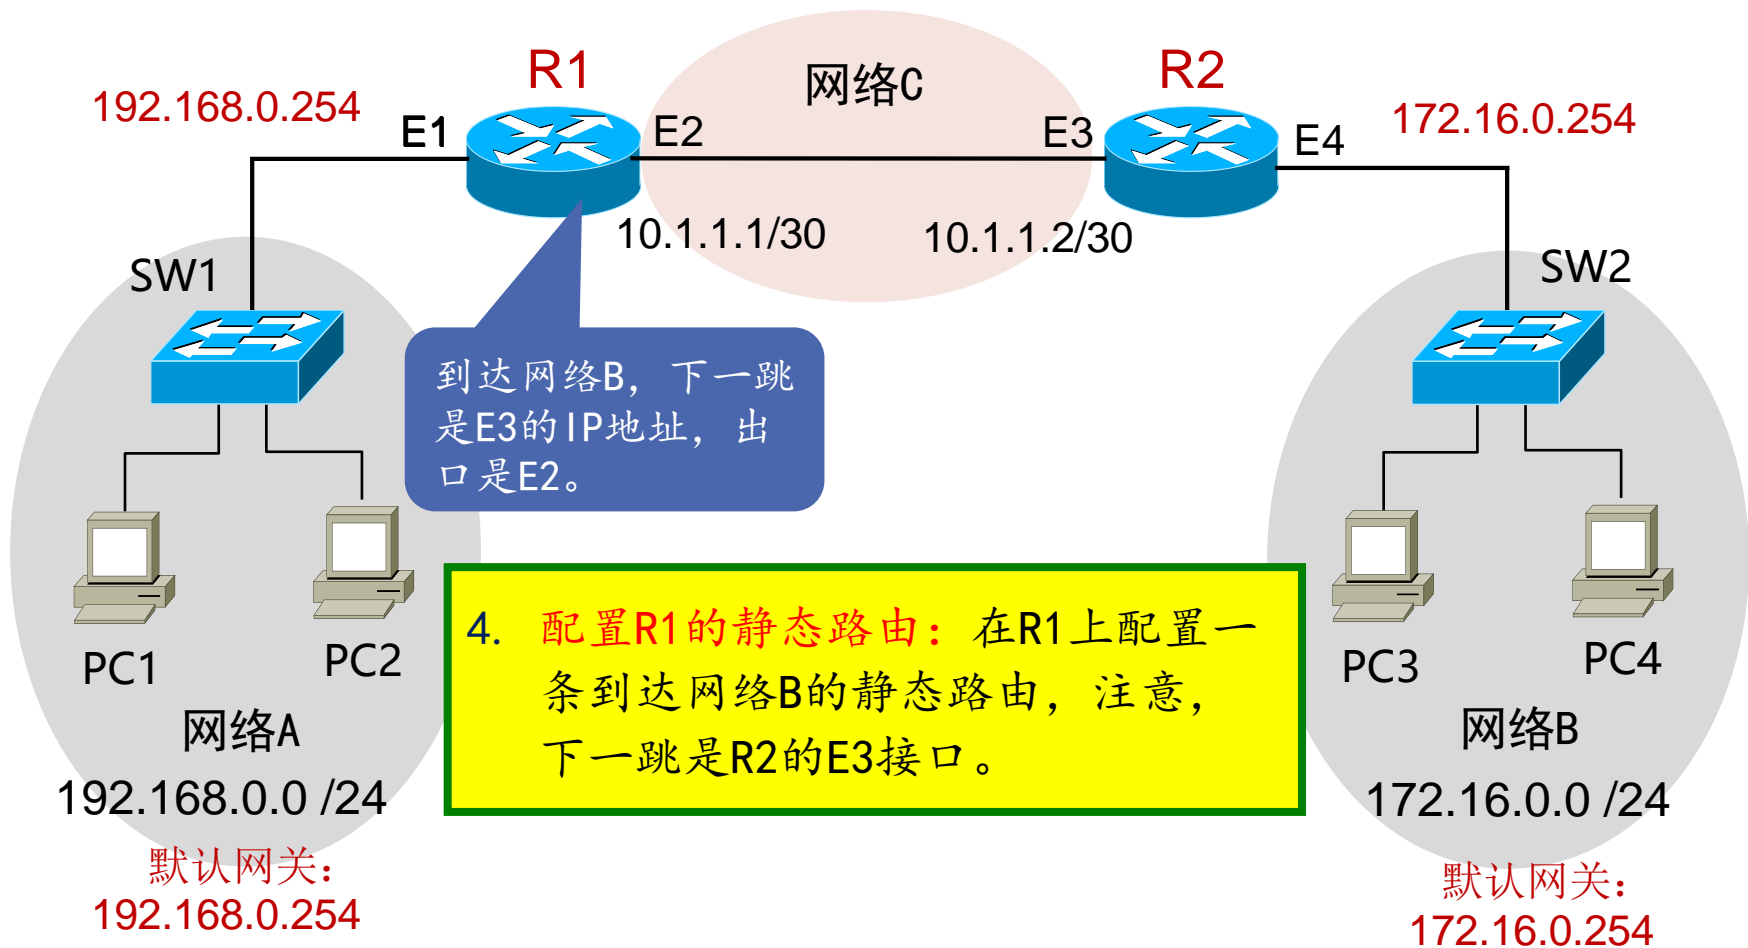 R1
网络C
R2
192.168.0.254
E1
E2
E3
E4
172.16.0.254
10.1.1.1/30
10.1.1.2/30
SW1
SW2
到达网络B，下一跳
是E3的IP地址，出
口是E2。
PC1
PC2
PC3
PC4
4. 配置R1的静态路由：在R1上配置一
条到达网络B的静态路由，注意，
下一跳是R2的E3接口。
网络A
192.168.0.0 /24
默认网关：
192.168.0.254
网络B
172.16.0.0 /24
默认网关：
172.16.0.254